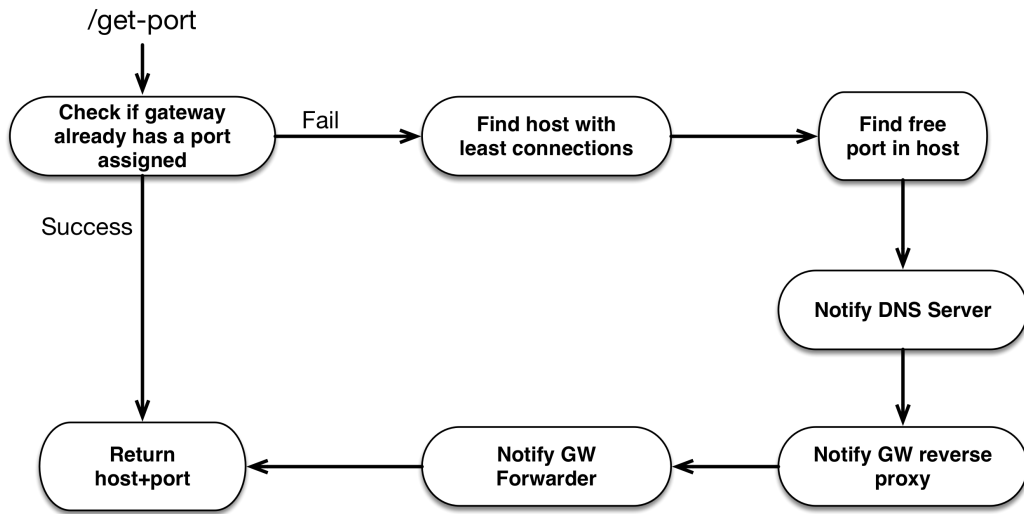 /get-port
Check if gateway
already has a port
assigned
Fail
Find host with
least connections
Find free
port in host
Success
Notify DNS Server
Notify GW reverse
proxy
Notify GW
Forwarder
Return
host+port